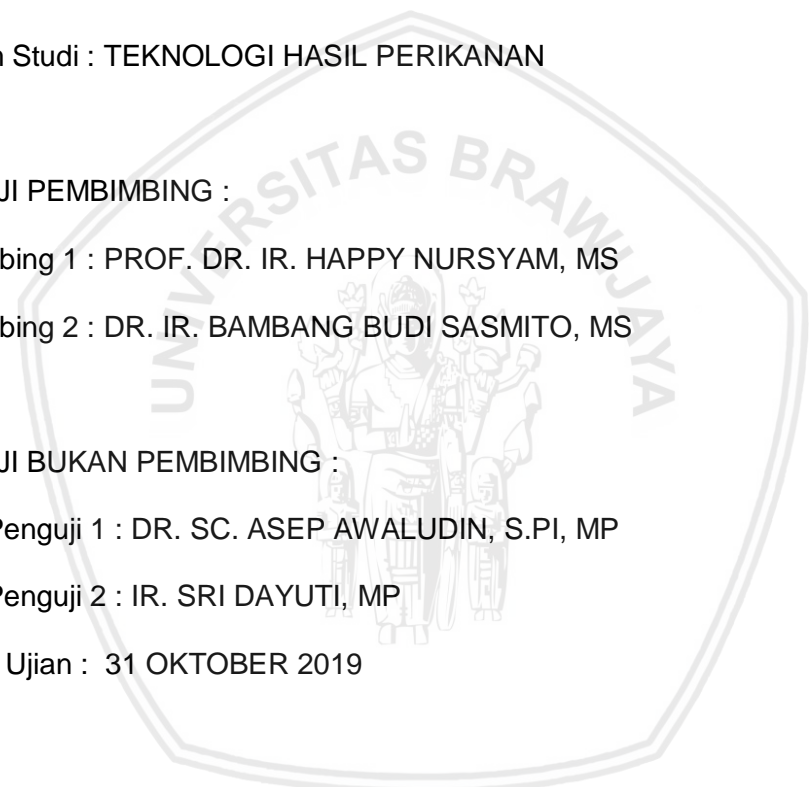 n Studi : TEKNOLOGI HASIL PERIKANAN
UNIVERSITAS BRAWIJAYA
JI PEMBIMBING :
bing 1 : PROF. DR. IR. HAPPY NURSYAM, MS
bing 2 : DR. IR. BAMBANG BUDI SASMITO, MS
JI BUKAN PEMBIMBING :
Penguji 1 : DR. SC. ASEP AWALUDIN, S.PI, MP
Penguji 2 : IR. SRI DAYUTI, MP
Ujian : 31 OKTOBER 2019